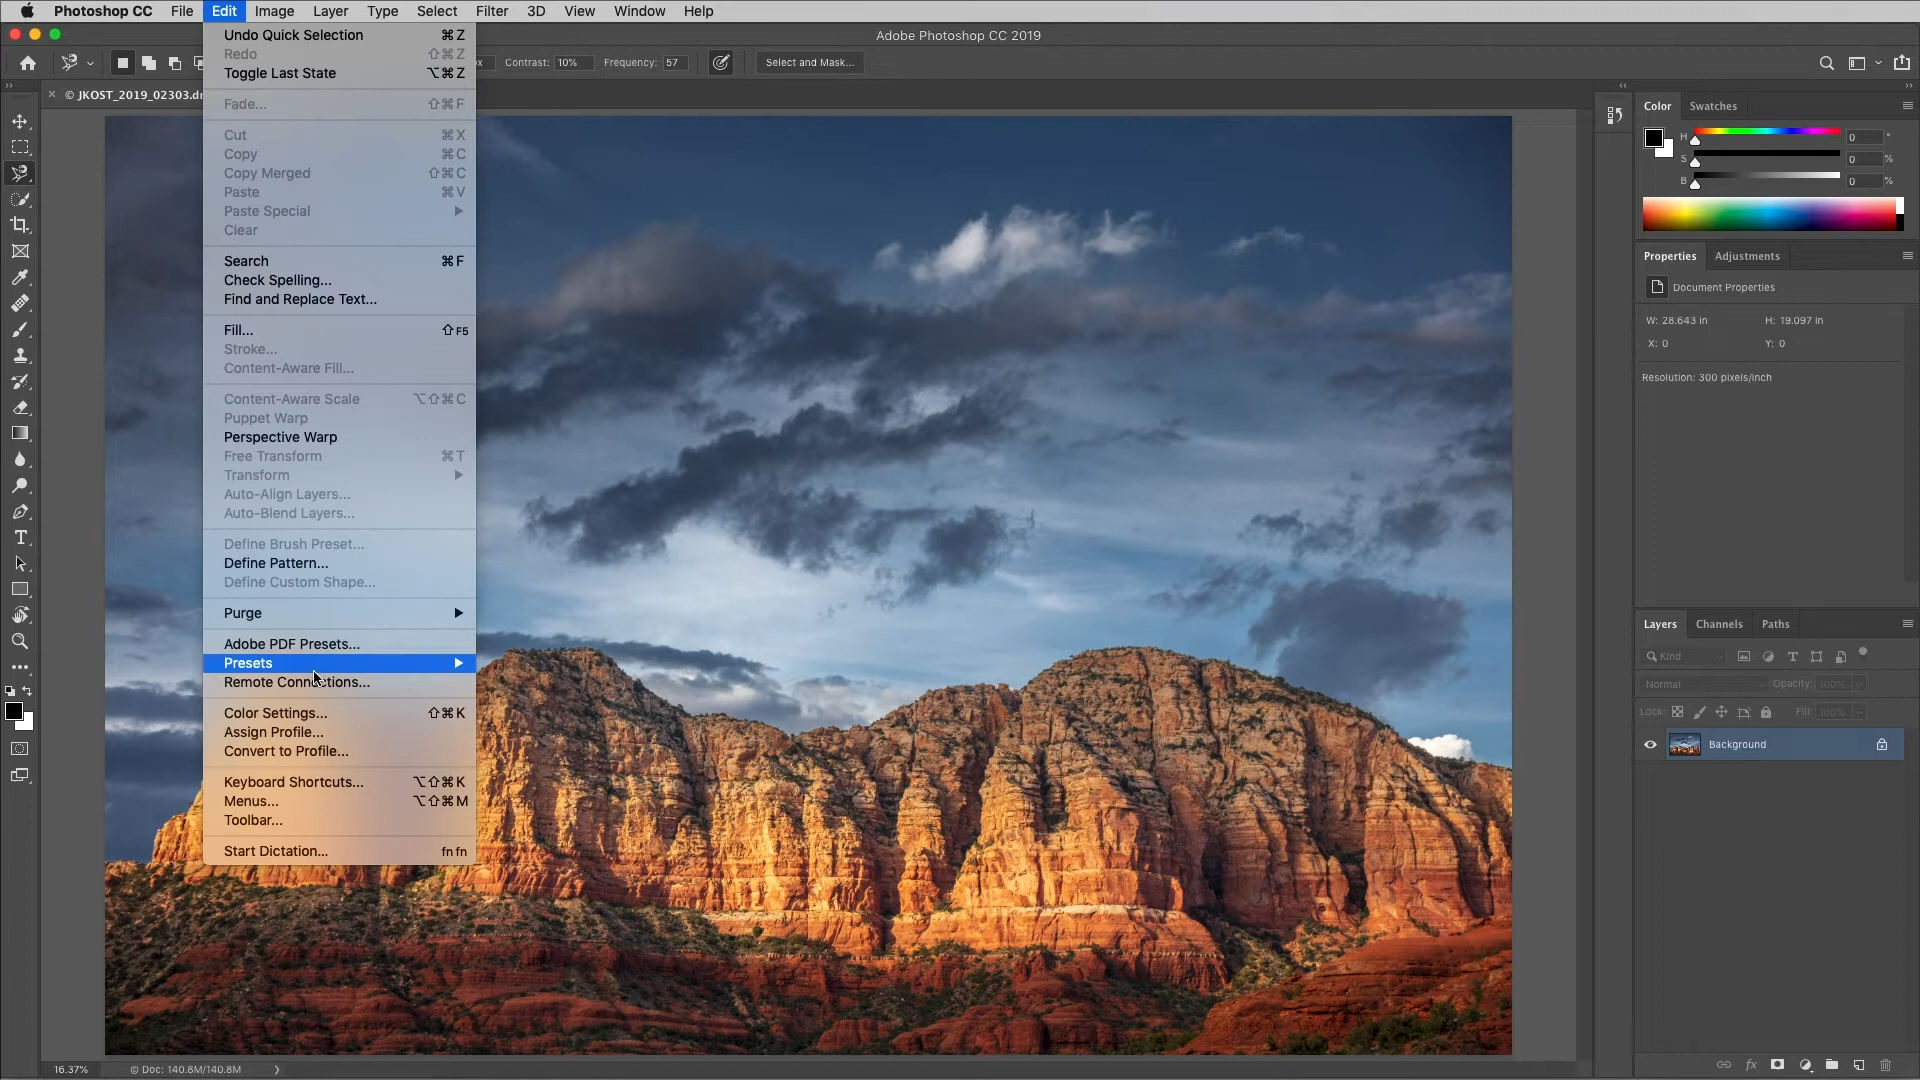 Photoshop CC File Edit Image Layer Type Select Filter 3D View Window Help
Adobe Photoshop CC 2019
Contrast: 10% Frequency: 57 Select and Mask...
© JKOST_2019_02303.d
Undo Quick Selection ⌘Z
Redo ⇧⌘Z
Toggle Last State ⌥⌘Z
Fade... ⇧⌘F
Cut ⌘X
Copy ⌘C
Copy Merged ⇧⌘C
Paste ⌘V
Paste Special
Clear
Search ⌘F
Check Spelling...
Find and Replace Text...
Fill... ⇧F5
Stroke...
Content-Aware Fill...
Content-Aware Scale ⌥⇧⌘C
Puppet Warp
Perspective Warp
Free Transform ⌘T
Transform
Auto-Align Layers...
Auto-Blend Layers...
Define Brush Preset...
Define Pattern...
Define Custom Shape...
Purge
Adobe PDF Presets...
Presets
Remote Connections...
Color Settings... ⇧⌘K
Assign Profile...
Convert to Profile...
Keyboard Shortcuts... ⌥⇧⌘K
Menus... ⌥⇧⌘M
Toolbar...
Start Dictation... fn fn
Color Swatches
H 0 °
S 0 %
B 0 %
Properties Adjustments
Document Properties
W: 28.643 in H: 19.097 in
X: 0 Y: 0
Resolution: 300 pixels/inch
Layers Channels Paths
Kind
Normal Opacity: 100%
Lock: Fill: 100%
Background
16.37% © Doc: 140.8M/140.8M